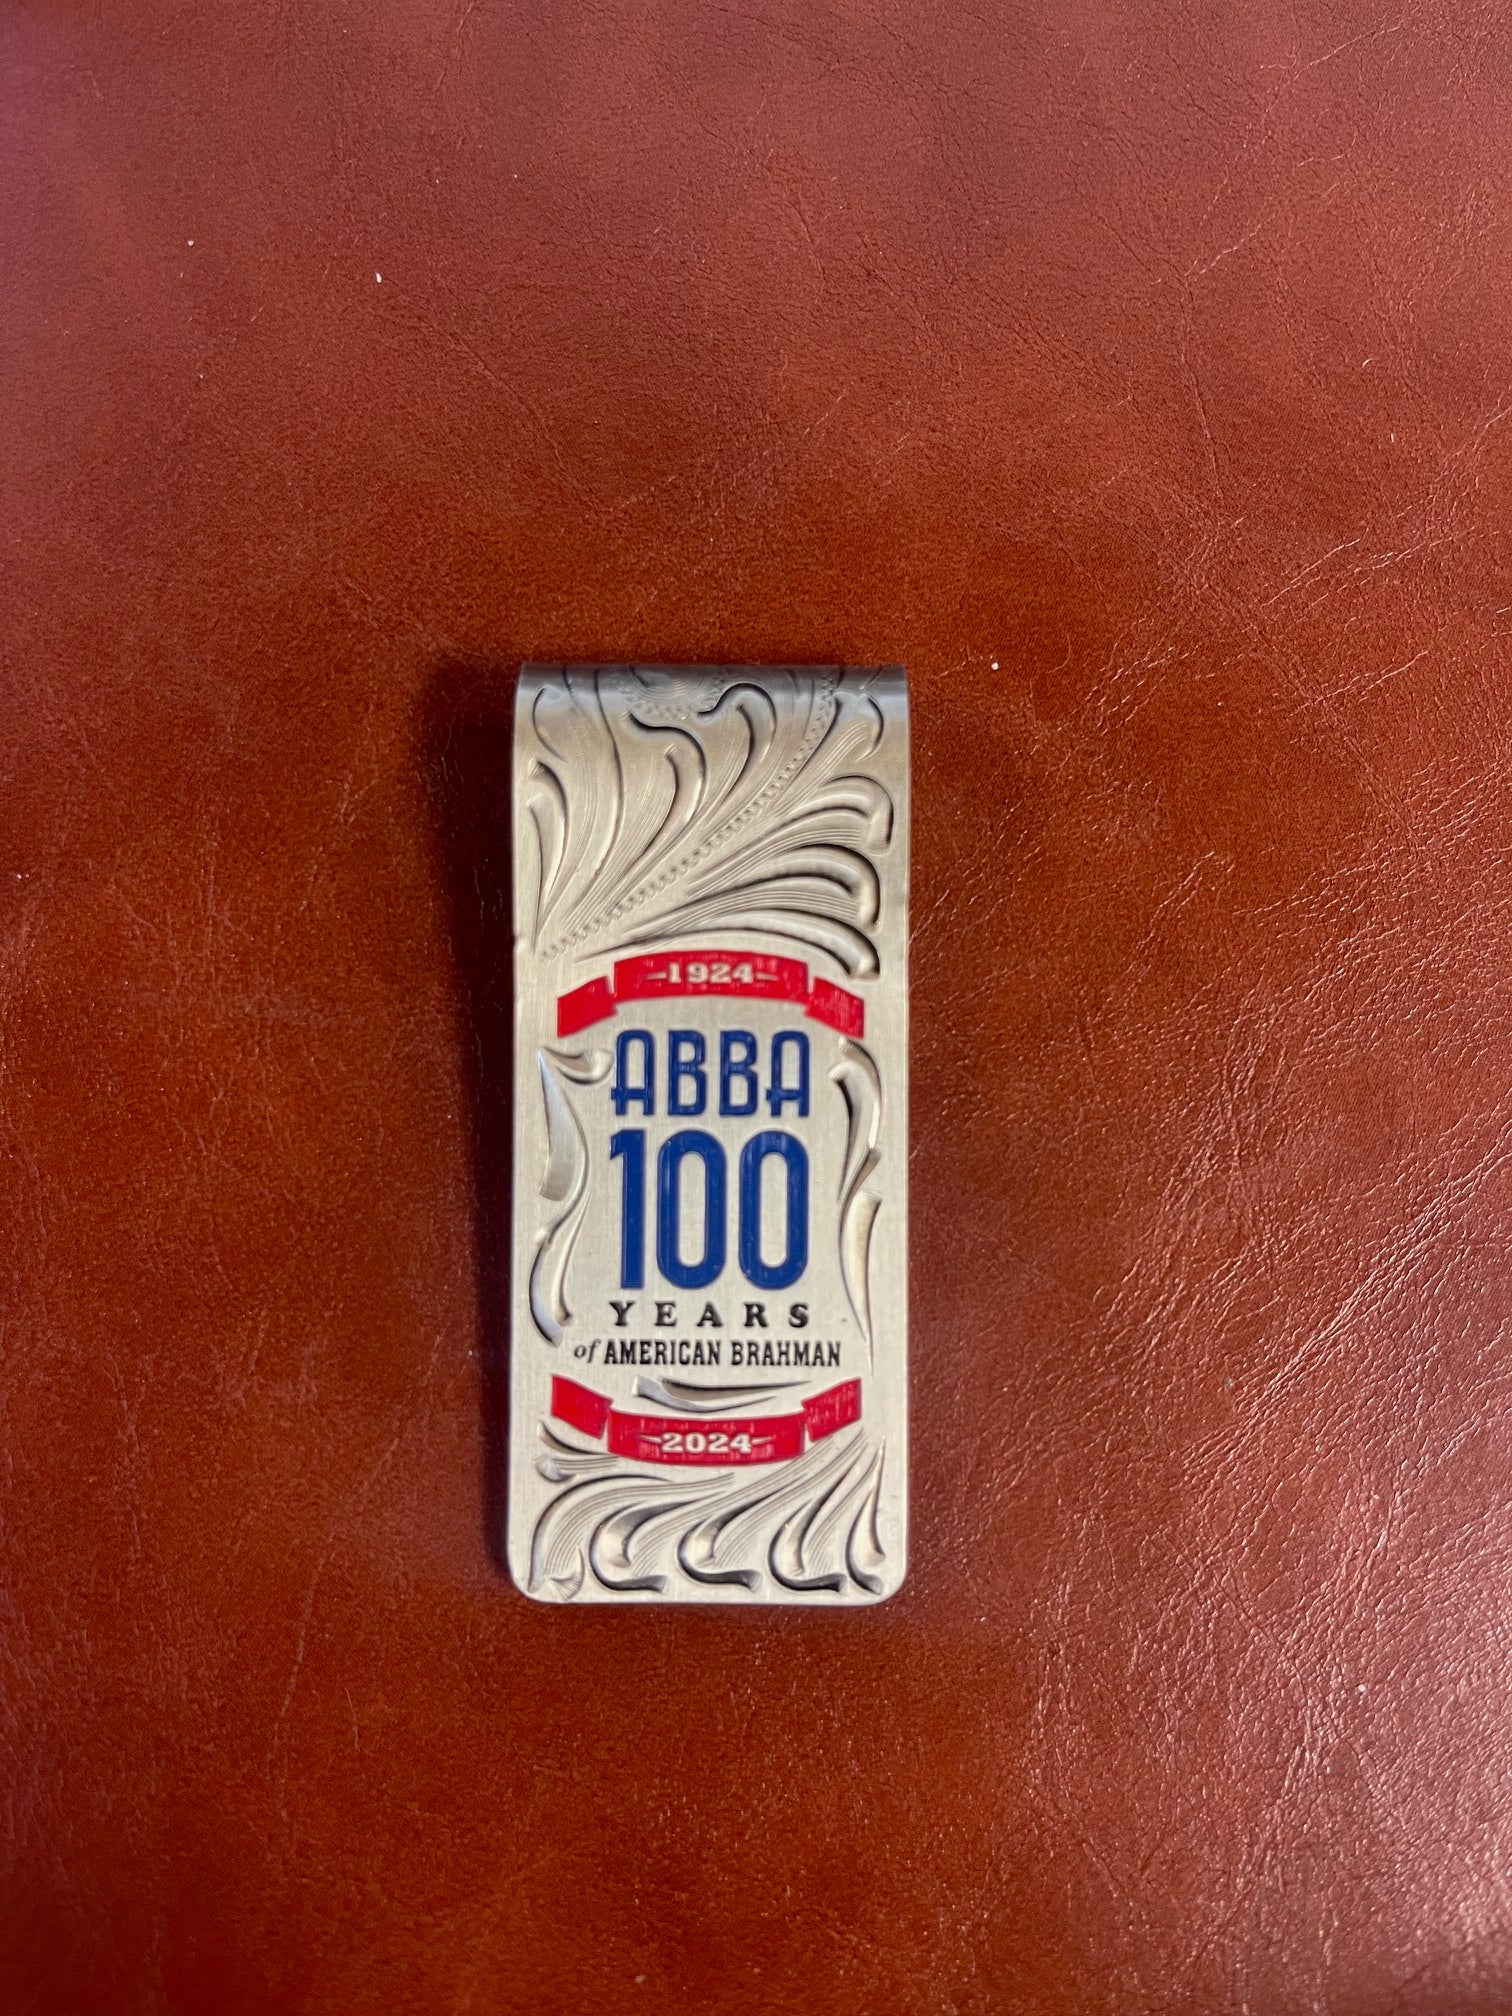 -1924-
ABBA
100
YEARS
of AMERICAN BRAHMAN
-2024-